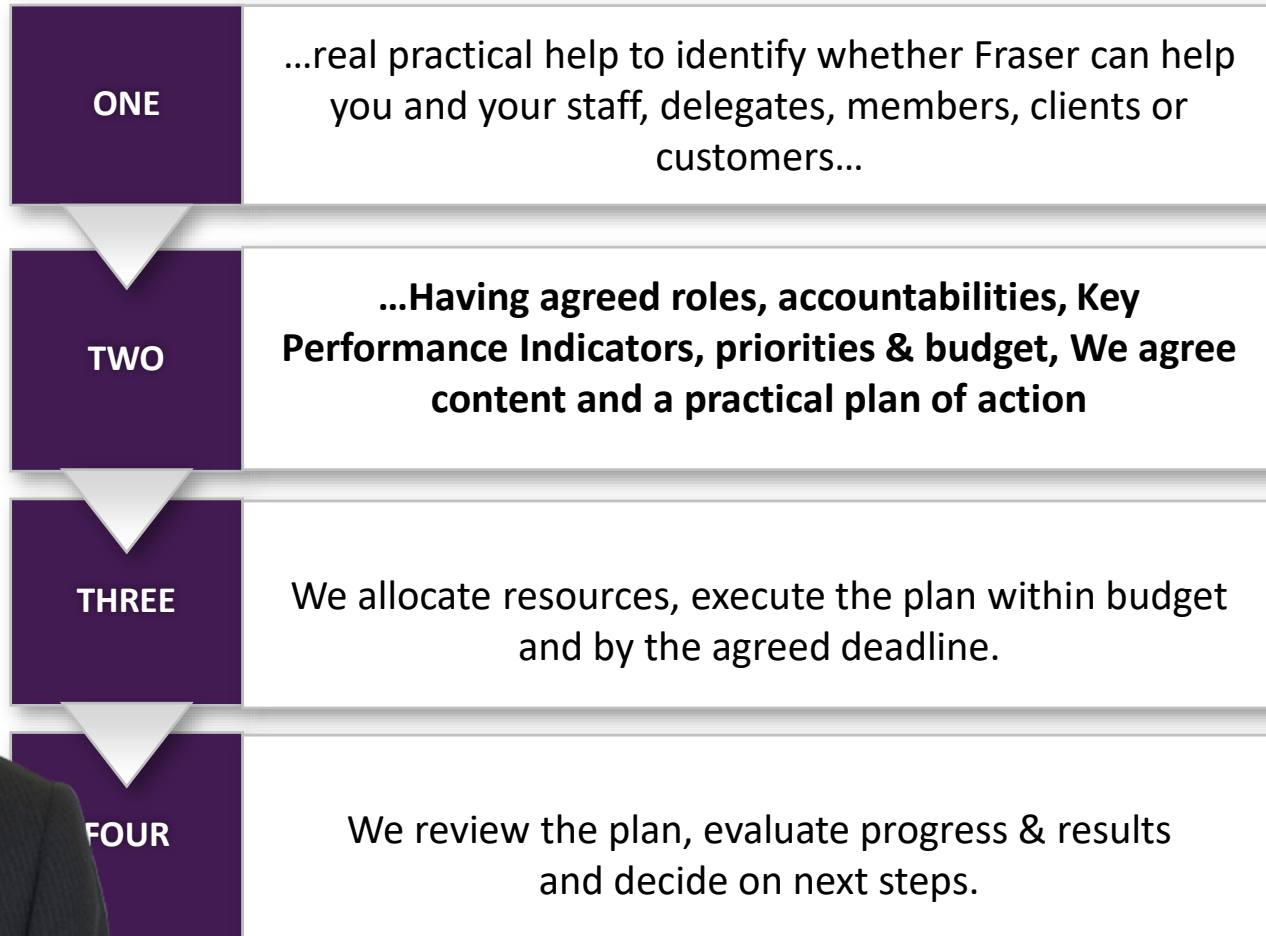 ONE
...real practical help to identify whether Fraser can help
you and your staff, delegates, members, clients or
customers...
TWO
...Having agreed roles, accountabilities, Key
Performance Indicators, priorities & budget, We agree
content and a practical plan of action
THREE
We allocate resources, execute the plan within budget
and by the agreed deadline.
FOUR
We review the plan, evaluate progress & results
and decide on next steps.